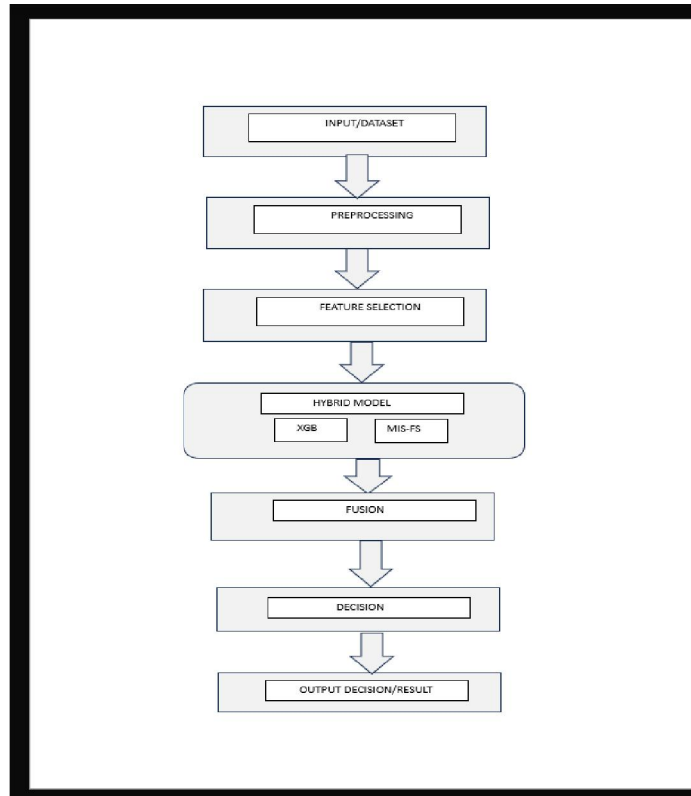 INPUT/DATASET
PREPROCESSING
FEATURE SELECTION
HYBRID MODEL
XGB
MIS-FS
FUSION
DECISION
OUTPUT DECISION/RESULT